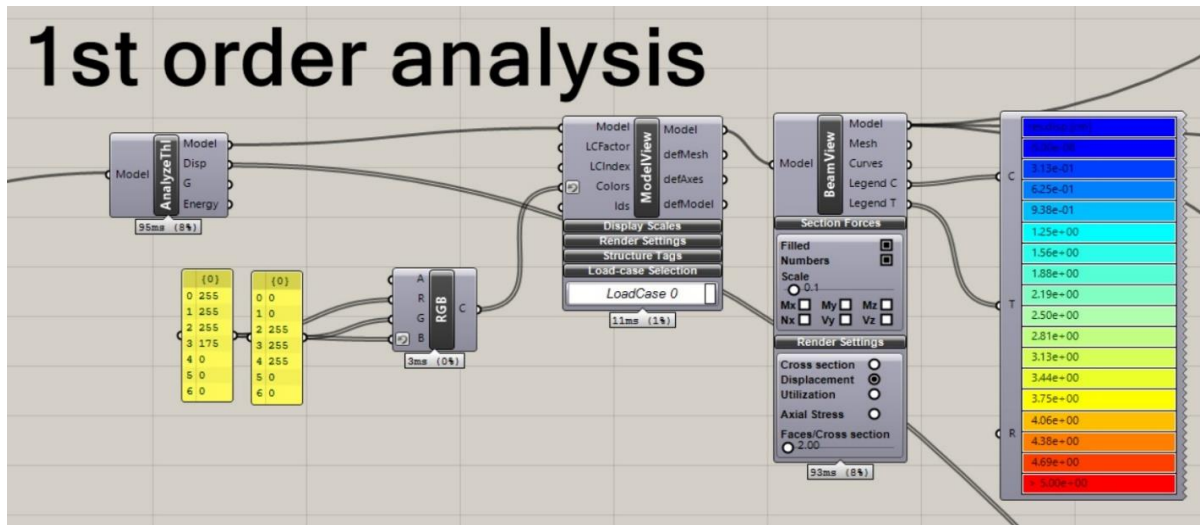 1st order analysis
Model
AnalyzeThI
Model
Disp
G
Energy
95ms (8%)
{0}
0 255
1 255
2 255
3 175
4 0
5 0
6 0
{0}
0 0
1 0
2 255
3 255
4 255
5 0
6 0
A
R
G
B
RGB
C
3ms (0%)
Model
LCFactor
LCIndex
Colors
Ids
ModelView
Model
defMesh
defAxes
defModel
Display Scales
Render Settings
Structure Tags
Load-case Selection
LoadCase 0
11ms (1%)
Model
BeamView
Model
Mesh
Curves
Legend C
Legend T
Section Forces
Filled
Numbers
Scale
0.1
Mx My Mz
Nx Vy Vz
Render Settings
Cross section
Displacement
Utilization
Axial Stress
Faces/Cross section
2.00
93ms (8%)
C
T
R
3.13e-01
6.25e-01
9.38e-01
1.25e+00
1.56e+00
1.88e+00
2.19e+00
2.50e+00
2.81e+00
3.13e+00
3.44e+00
3.75e+00
4.06e+00
4.38e+00
4.69e+00
> 5.00e+00